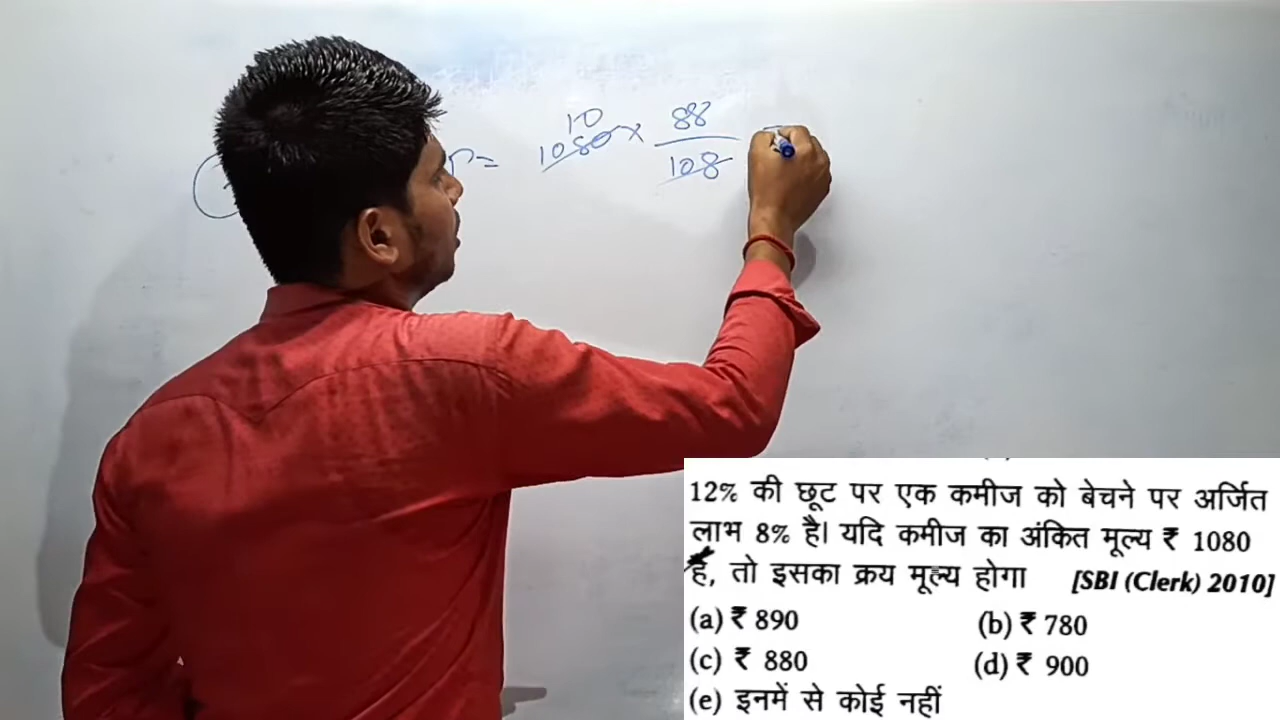 10
1080 × 88
108
12% की छूट पर एक कमीज को बेचने पर अर्जित
लाभ 8% है। यदि कमीज का अंकित मूल्य ₹ 1080
है, तो इसका क्रय मूल्य होगा [SBI (Clerk) 2010]
(a) ₹ 890 (b) ₹ 780
(c) ₹ 880 (d) ₹ 900
(e) इनमें से कोई नहीं